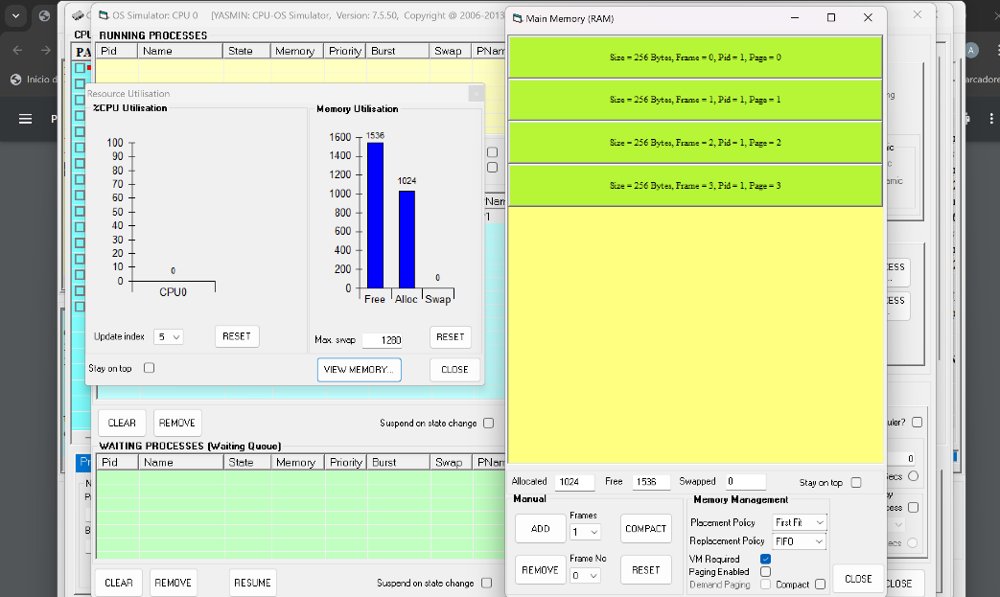 OS Simulator: CPU 0 [YASMIN: CPU-OS Simulator, Version: 7.5.50, Copyright @ 2006-2013
CPU
RUNNING PROCESSES
PA
Pid Name State Memory Priority Burst Swap PName
Inicio d
Resource Utilisation
%CPU Utilisation
100
90
80
70
60
50
40
30
20
10
0
0
CPU0
Update index 5 RESET
Stay on top
Memory Utilisation
1600
1400
1200
1000
800
600
400
200
0
1536
1024
0
Free Alloc Swap
Max. swap 1280 RESET
VIEW MEMORY... CLOSE
CLEAR REMOVE Suspend on state change
WAITING PROCESSES (Waiting Queue)
Pid Name State Memory Priority Burst Swap PNam
CLEAR REMOVE RESUME Suspend on state change
Main Memory (RAM)
Size = 256 Bytes, Frame = 0, Pid = 1, Page = 0
Size = 256 Bytes, Frame = 1, Pid = 1, Page = 1
Size = 256 Bytes, Frame = 2, Pid = 1, Page = 2
Size = 256 Bytes, Frame = 3, Pid = 1, Page = 3
Allocated 1024 Free 1536 Swapped 0 Stay on top
Manual
Frames
ADD 1 COMPACT
Frame No
REMOVE 0 RESET
Memory Management
Placement Policy First Fit
Replacement Policy FIFO
VM Required
Paging Enabled
Demand Paging Compact
CLOSE
A
arcadores
ng
ic
c
amic
ESS
...
ESS
uler?
0
ecs
y
cess
ecs
CLOSE